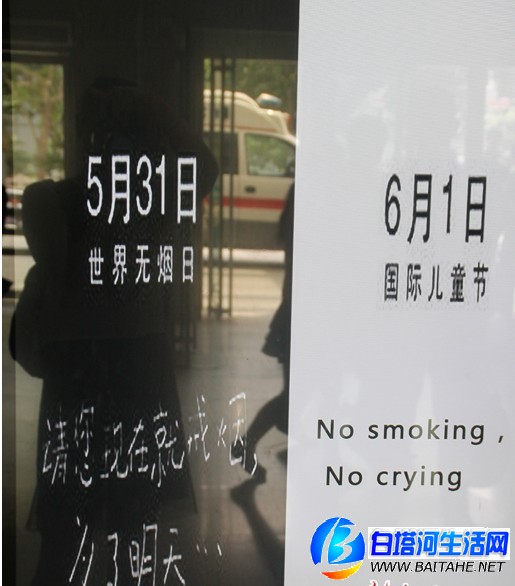 5月31日
世界无烟日
请您现在就戒烟,
为了明天…
6月1日
国际儿童节
No smoking ,
No crying
白塔河生活网
WWW.BAITAHE.NET